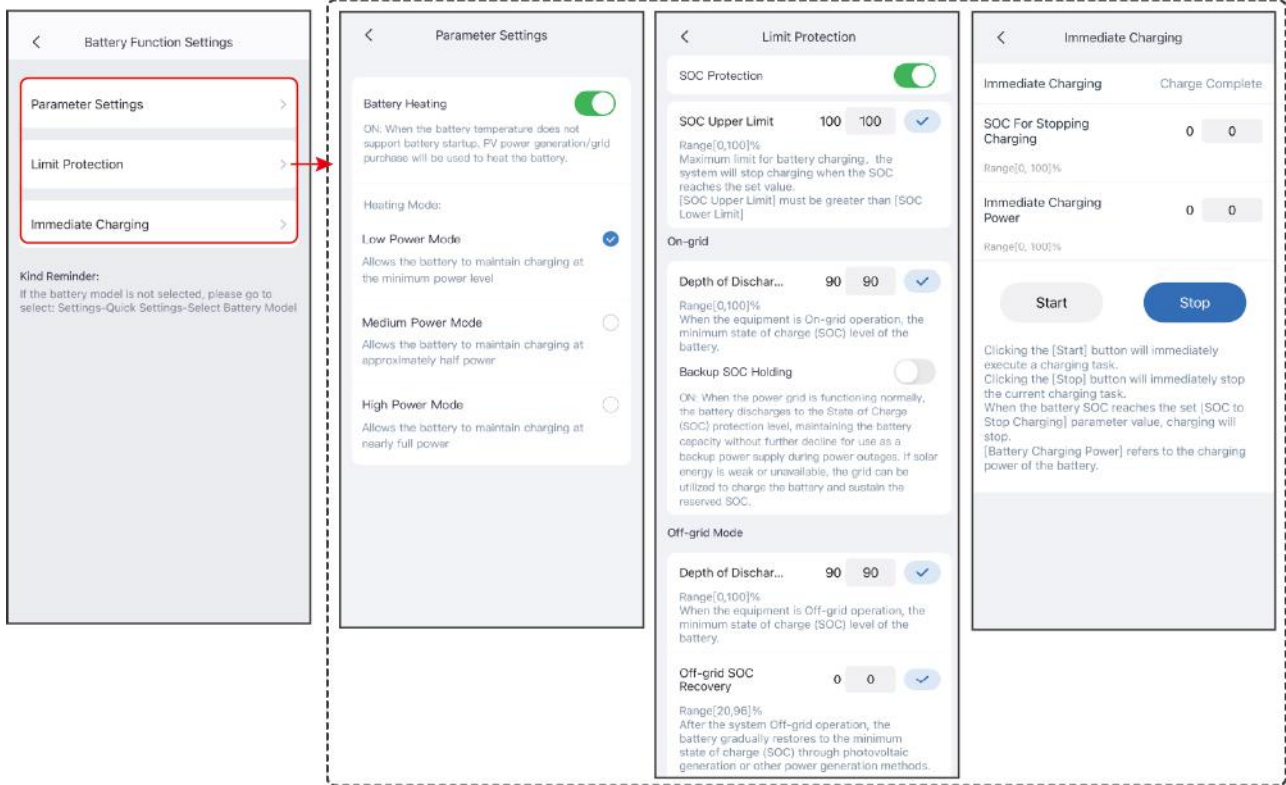 Battery Function Settings
Parameter Settings
Limit Protection
Immediate Charging
Kind Reminder:
If the battery model is not selected, please go to
select: Settings-Quick Settings-Select Battery Model
Parameter Settings
Battery Heating
ON: When the battery temperature does not
support battery startup, PV power generation/grid
purchase will be used to heat the battery.
Heating Mode:
Low Power Mode
Allows the battery to maintain charging at
the minimum power level
Medium Power Mode
Allows the battery to maintain charging at
approximately half power
High Power Mode
Allows the battery to maintain charging at
nearly full power
Limit Protection
SOC Protection
SOC Upper Limit 100 100
Range[0,100]%
Maximum limit for battery charging, the
system will stop charging when the SOC
reaches the set value.
[SOC Upper Limit] must be greater than [SOC
Lower Limit]
On-grid
Depth of Dischar... 90 90
Range[0,100]%
When the equipment is On-grid operation, the
minimum state of charge (SOC) level of the
battery.
Backup SOC Holding
ON: When the power grid is functioning normally,
the battery discharges to the State of Charge
(SOC) protection level, maintaining the battery
capacity without further decline for use as a
backup power supply during power outages. If solar
energy is weak or unavailable, the grid can be
utilized to charge the battery and sustain the
reserved SOC.
Off-grid Mode
Depth of Dischar... 90 90
Range[0,100]%
When the equipment is Off-grid operation, the
minimum state of charge (SOC) level of the
battery.
Off-grid SOC
Recovery 0 0
Range[20,96]%
After the system Off-grid operation, the
battery gradually restores to the minimum
state of charge (SOC) through photovoltaic
generation or other power generation methods.
Immediate Charging
Immediate Charging Charge Complete
SOC For Stopping
Charging 0 0
Range[0, 100]%
Immediate Charging
Power 0 0
Range[0, 100]%
Start Stop
Clicking the [Start] button will immediately
execute a charging task.
Clicking the [Stop] button will immediately stop
the current charging task.
When the battery SOC reaches the set [SOC to
Stop Charging] parameter value, charging will
stop.
[Battery Charging Power] refers to the charging
power of the battery.